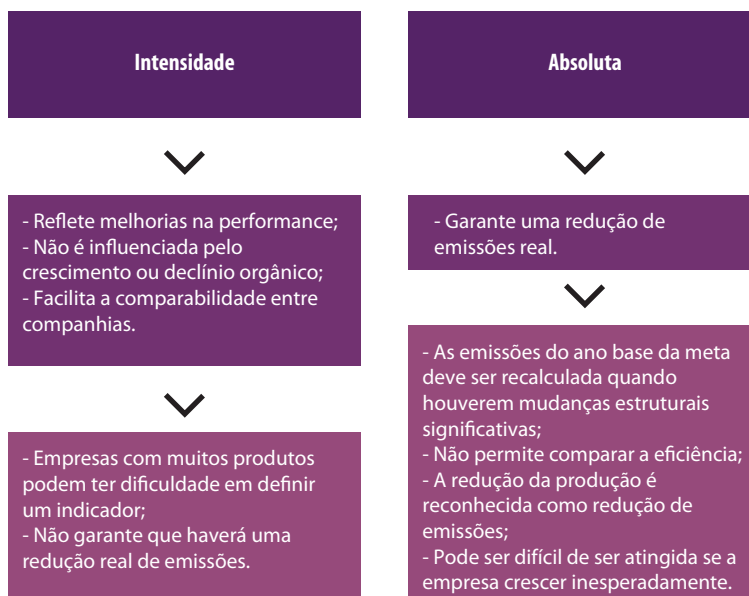 Intensidade
- Reflete melhorias na performance;
- Não é influenciada pelo
crescimento ou declínio orgânico;
- Facilita a comparabilidade entre
companhias.
- Empresas com muitos produtos
podem ter dificuldade em definir
um indicador;
- Não garante que haverá uma
redução real de emissões.
Absoluta
- Garante uma redução de
emissões real.
- As emissões do ano base da meta
deve ser recalculada quando
houverem mudanças estruturais
significativas;
- Não permite comparar a eficiência;
- A redução da produção é
reconhecida como redução de
emissões;
- Pode ser difícil de ser atingida se a
empresa crescer inesperadamente.